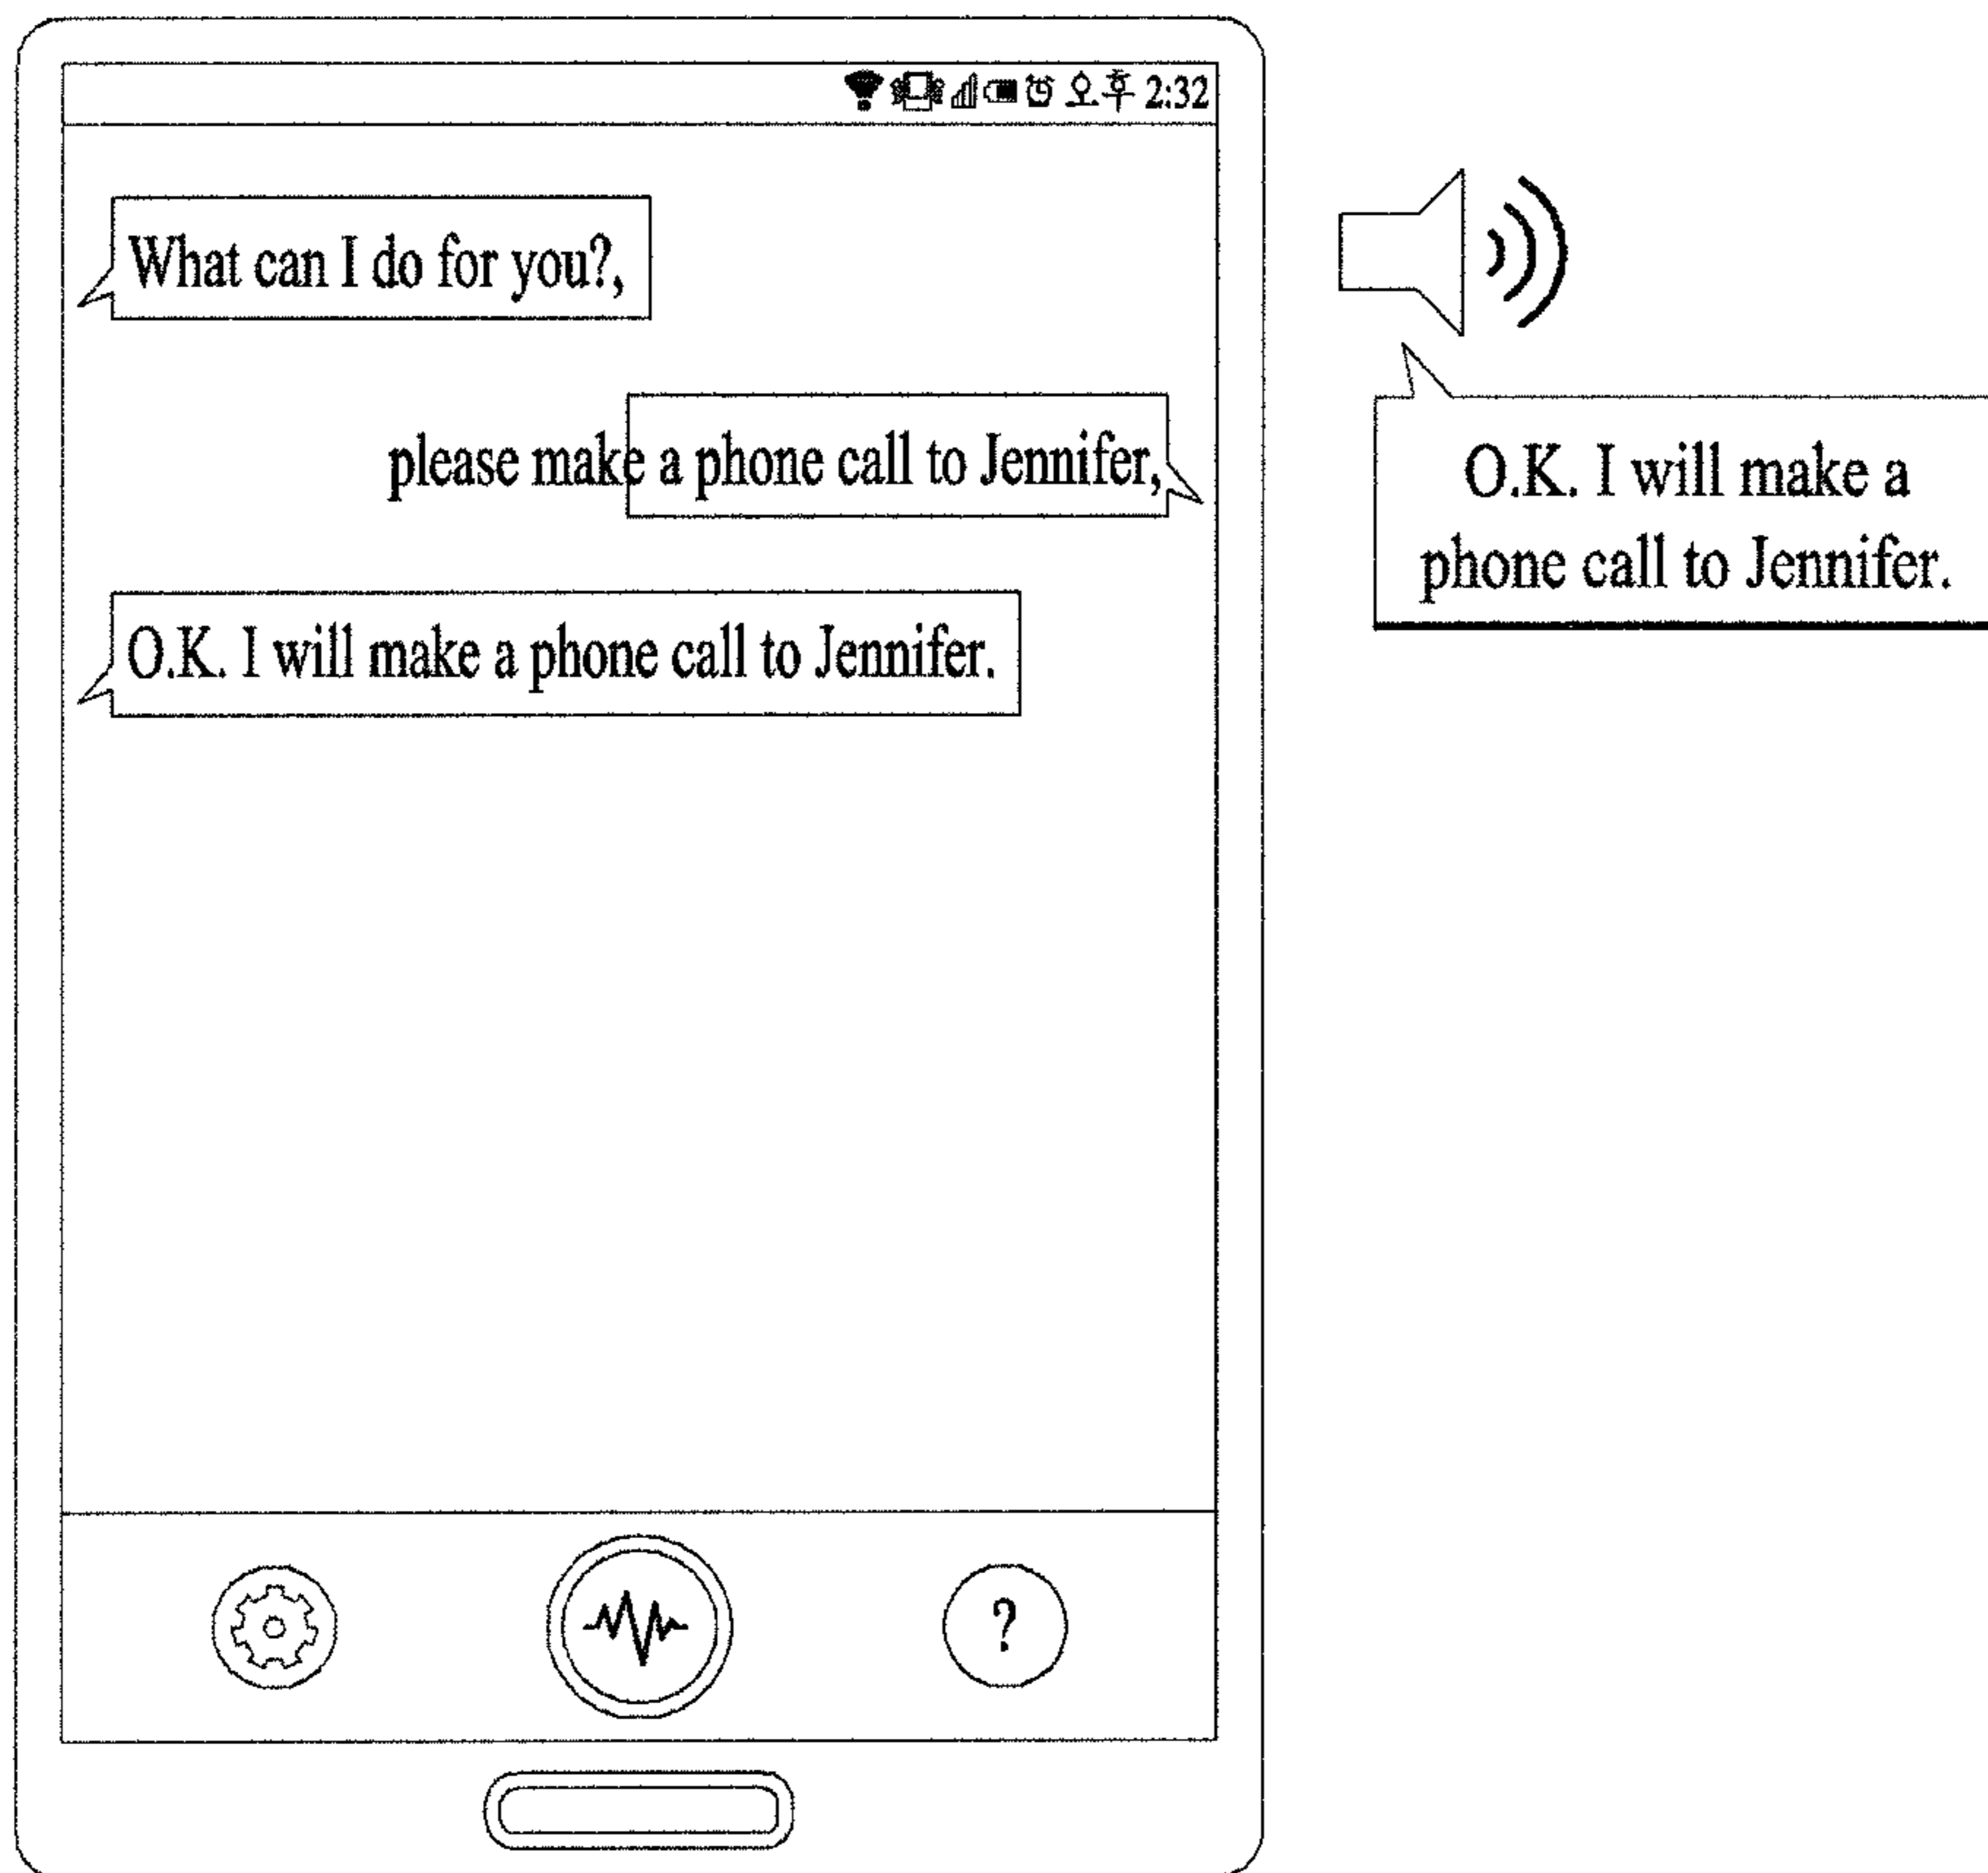 오후 2:32
What can I do for you?,
please make a phone call to Jennifer,
O.K. I will make a phone call to Jennifer.
?
O.K. I will make a
phone call to Jennifer.